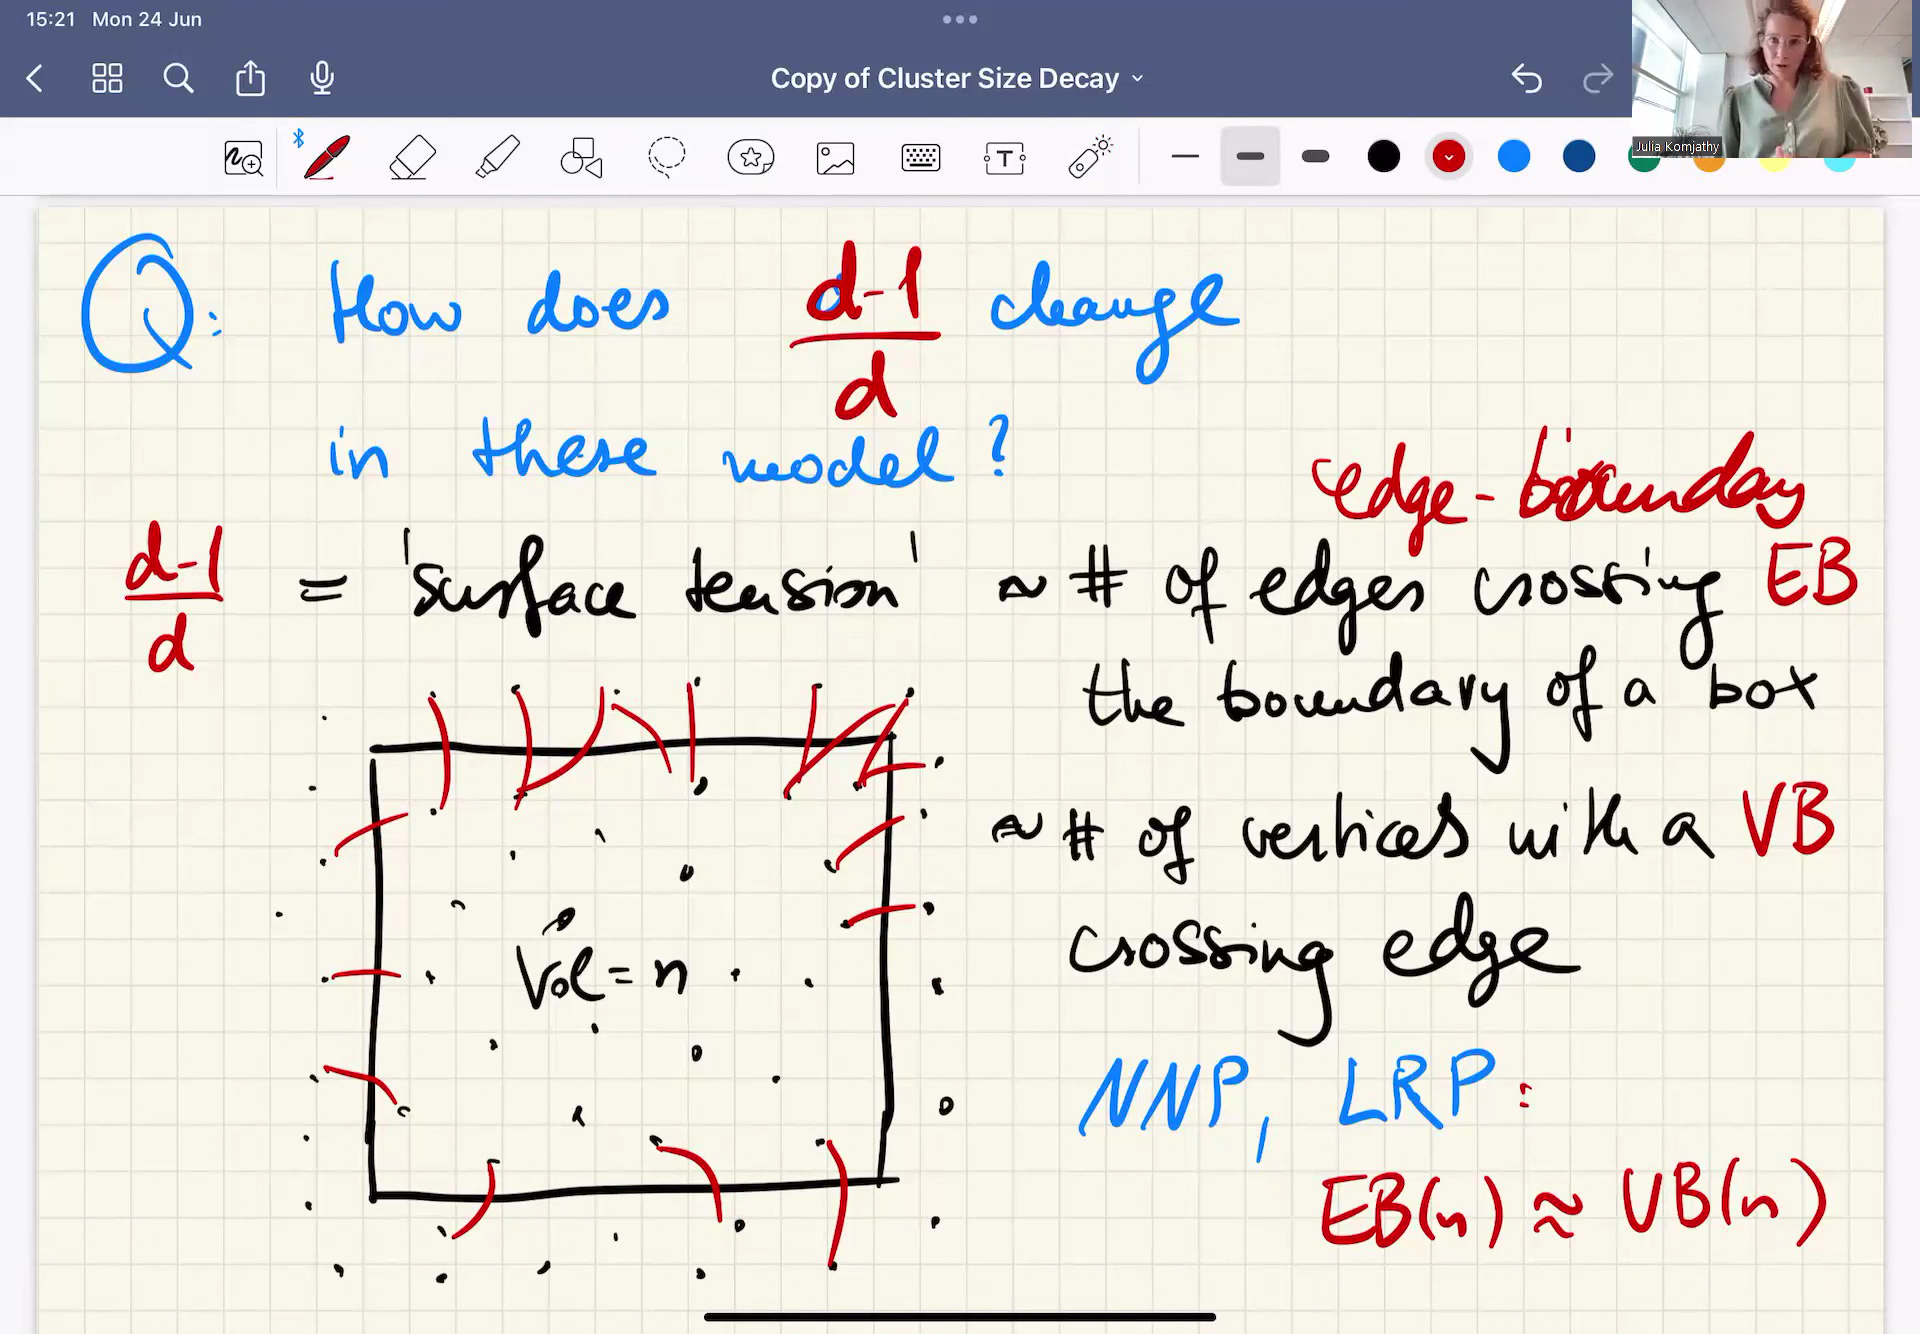 15:21 Mon 24 Jun
Copy of Cluster Size Decay
Julia Komjathy
Q: How does d-1/d change
in these model?
edge-boundary
d-1/d = 'surface tension' ~ # of edges crossing EB
the boundary of a box
≈ # of vertices with a VB
crossing edge
Vol = n
NNP, LRP:
EB(n) ≈ VB(n)